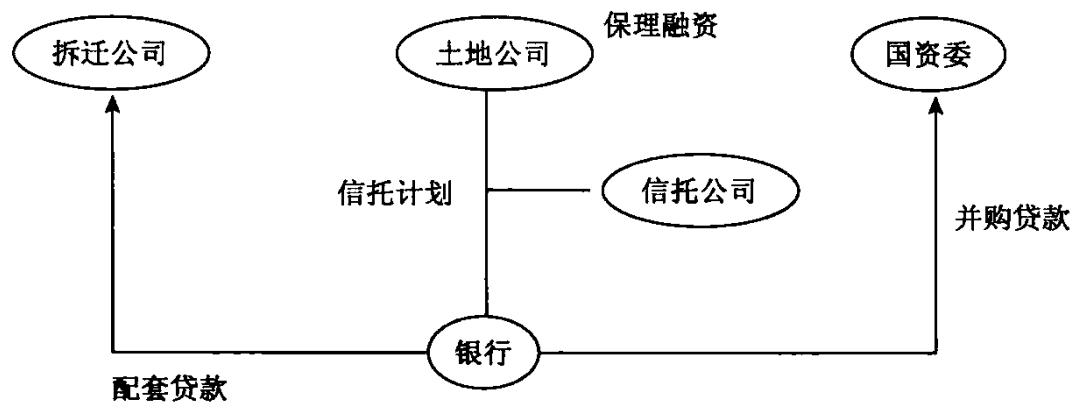 保理融资
拆迁公司
土地公司
国资委
信托计划
信托公司
并购贷款
银行
配套贷款